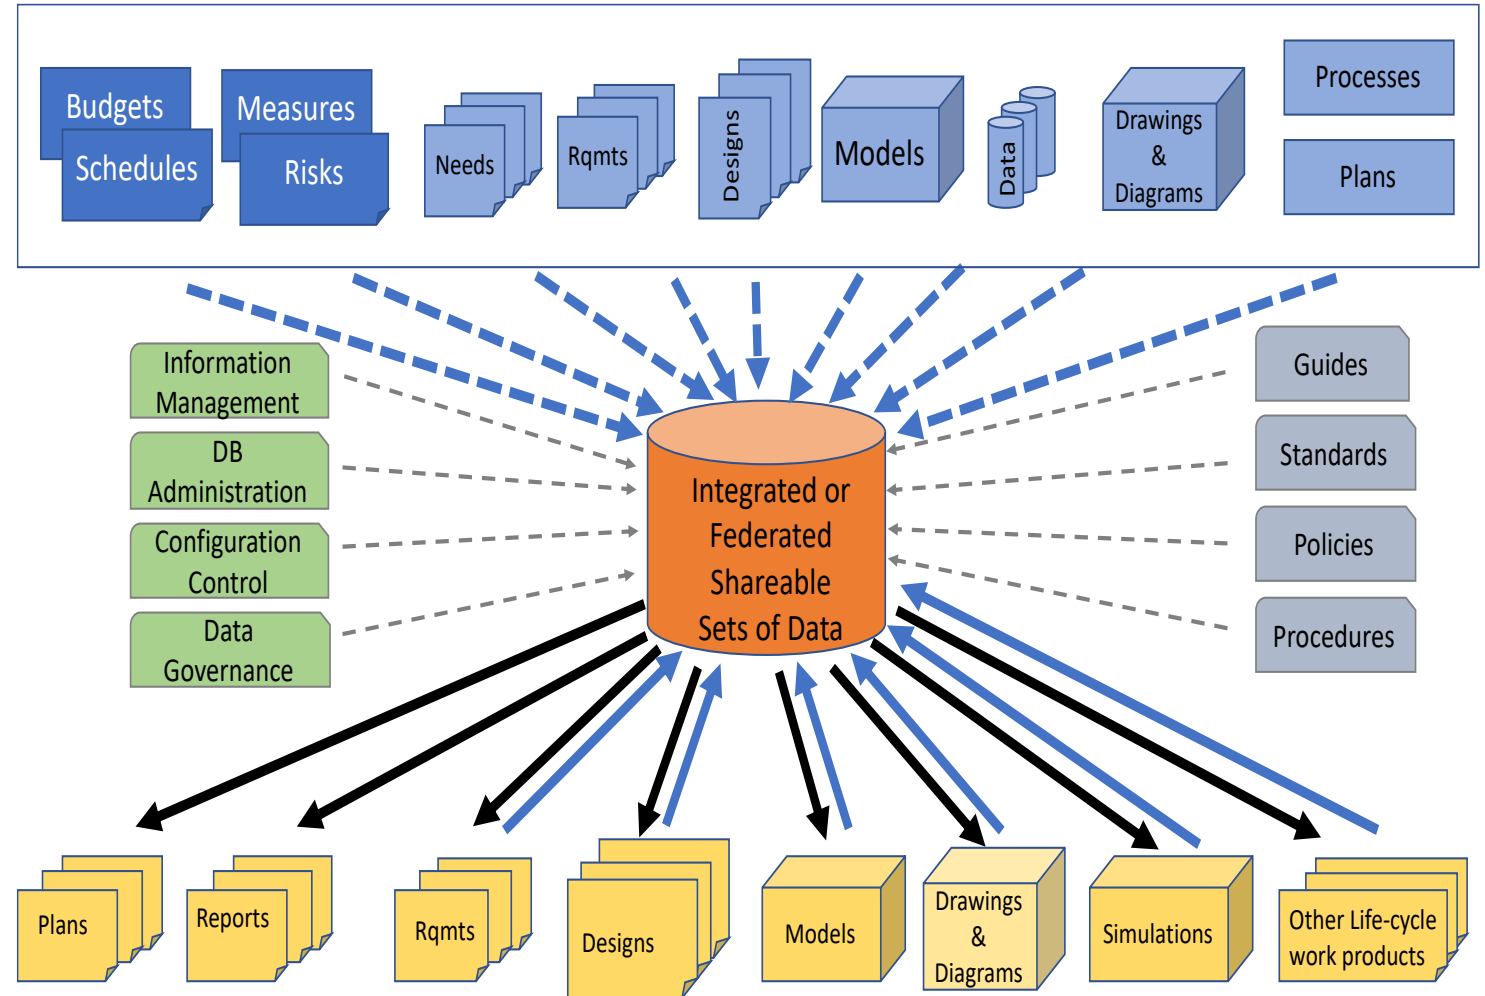 Budgets
Schedules
Measures
Risks
Needs
Rqmts
Designs
Models
Data
Drawings
&
Diagrams
Processes
Plans
Information
Management
DB
Administration
Configuration
Control
Data
Governance
Integrated or
Federated
Shareable
Sets of Data
Guides
Standards
Policies
Procedures
Plans
Reports
Rqmts
Designs
Models
Drawings
&
Diagrams
Simulations
Other Life-cycle
work products